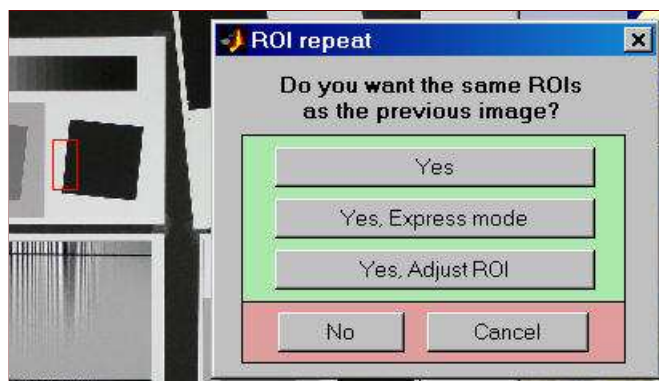 ROI repeat
Do you want the same ROIs
as the previous image?
Yes
Yes, Express mode
Yes, Adjust ROI
No
Cancel